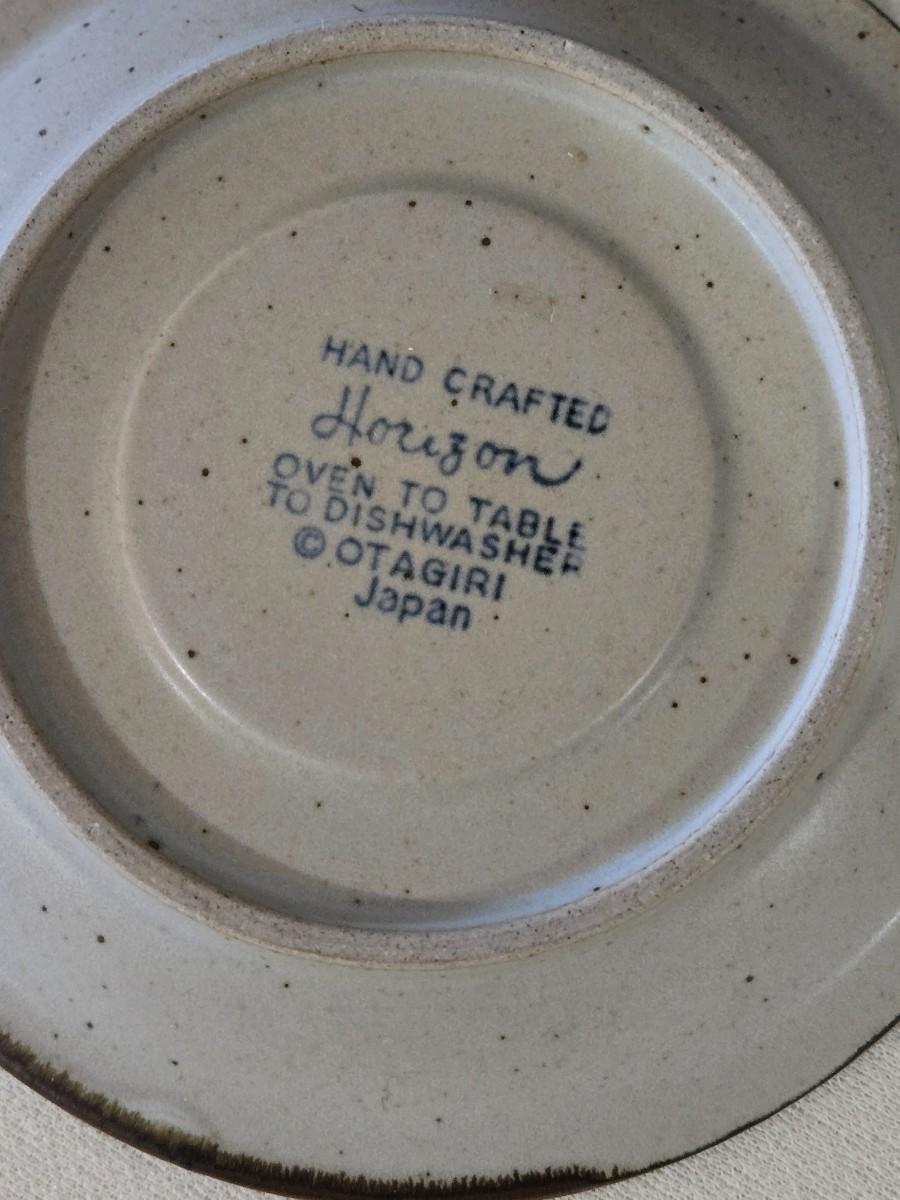 HAND CRAFTED
Horizon
OVEN TO TABLE
TO DISHWASHER
© OTAGIRI
Japan